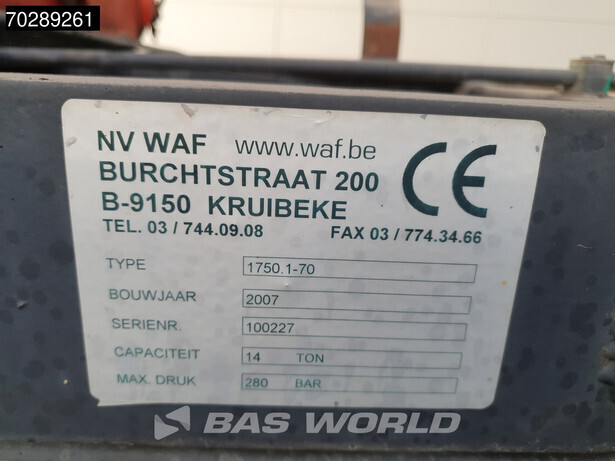 70289261
NV WAF www.waf.be
BURCHTSTRAAT 200
B-9150 KRUIBEKE
TEL. 03 / 744.09.08 FAX 03 / 774.34.66
TYPE 1750.1-70
BOUWJAAR 2007
SERIENR. 100227
CAPACITEIT 14 TON
MAX. DRUK 280 BAR
CE
BAS WORLD